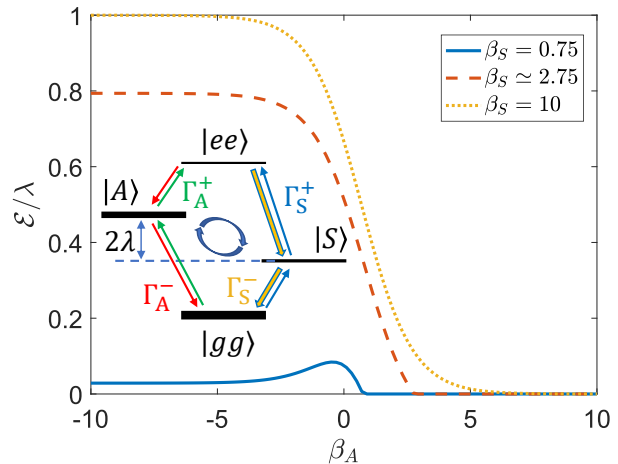 1
0.8
0.6
0.4
0.2
0
ℰ/λ
-10
-5
0
5
10
β_A
β_S = 0.75
β_S ≃ 2.75
β_S = 10
|ee⟩
|A⟩
Γ_A^+
Γ_S^+
2λ
|S⟩
Γ_A^-
Γ_S^-
|gg⟩